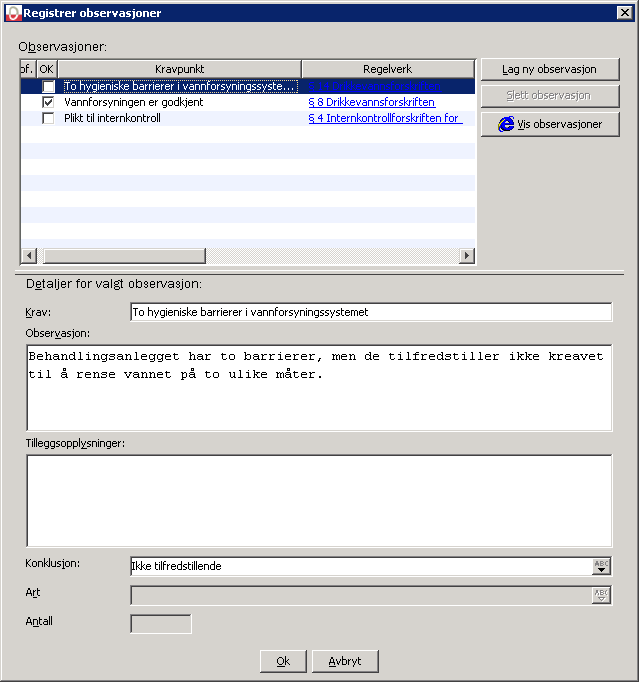 Registrer observasjoner
Observasjoner:
of. OK Kravpunkt Regelverk
To hygieniske barrierer i vannforsyningssyste...
Vannforsyningen er godkjent § 8 Drikkevannsforskriften
Plikt til internkontroll § 4 Internkontrollforskriften for
Lag ny observasjon
Slett observasjon
Vis observasjoner
Detaljer for valgt observasjon:
Krav: To hygieniske barrierer i vannforsyningssystemet
Observasjon:
Behandlingsanlegget har to barrierer, men de tilfredstiller ikke kreavet
til å rense vannet på to ulike måter.
Tilleggsopplysninger:
Konklusjon: Ikke tilfredstillende ABC
Art ABC
Antall
Ok Avbryt